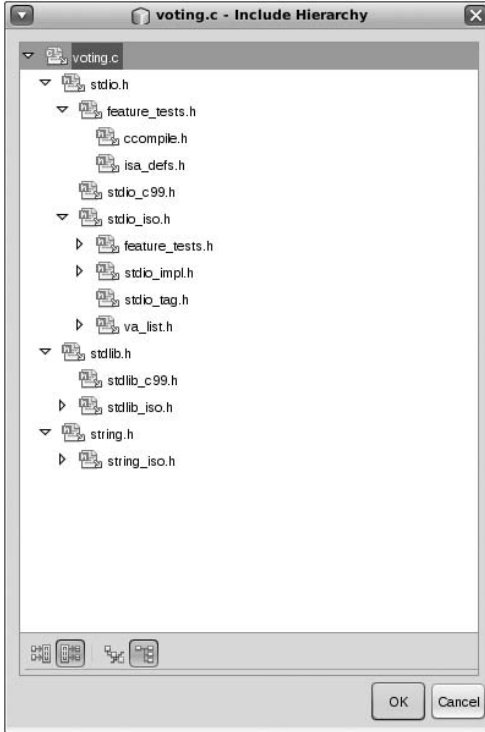 voting.c - Include Hierarchy
voting.c
stdio.h
feature_tests.h
ccompile.h
isa_defs.h
stdio_c99.h
stdio_iso.h
feature_tests.h
stdio_impl.h
stdio_tag.h
va_list.h
stdlib.h
stdlib_c99.h
stdlib_iso.h
string.h
string_iso.h
OK Cancel